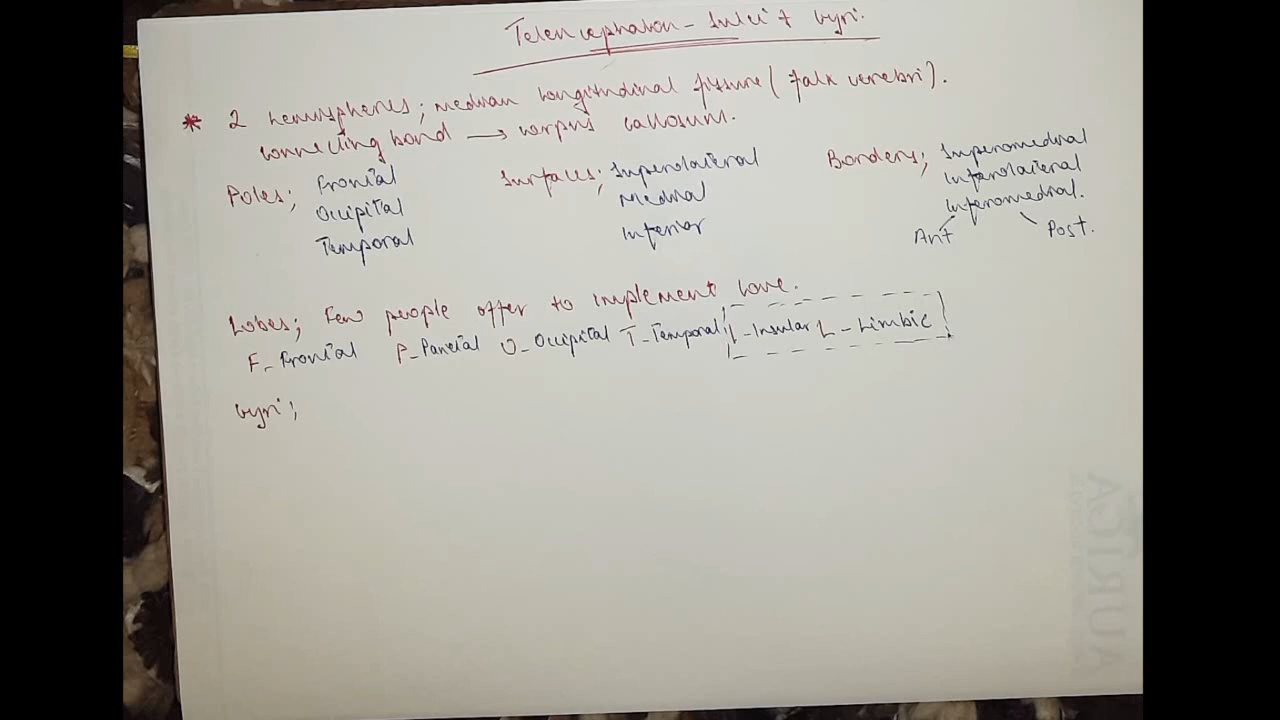 Telencephalon - Sulci & Gyri.
* 2 hemispheres; median longitudinal fissure (falx cerebri).
connecting band → corpus callosum.
Poles; Frontal
Occipital
Temporal
Surfaces; Superolateral
Medial
Inferior
Borders; Superomedial
Inferolateral
Inferomedial.
Ant Post.
Lobes; Few people offer to implement love.
F - Frontal P - Parietal O - Occipital T - Temporal I - Insular L - Limbic
Gyri;
AURIGA